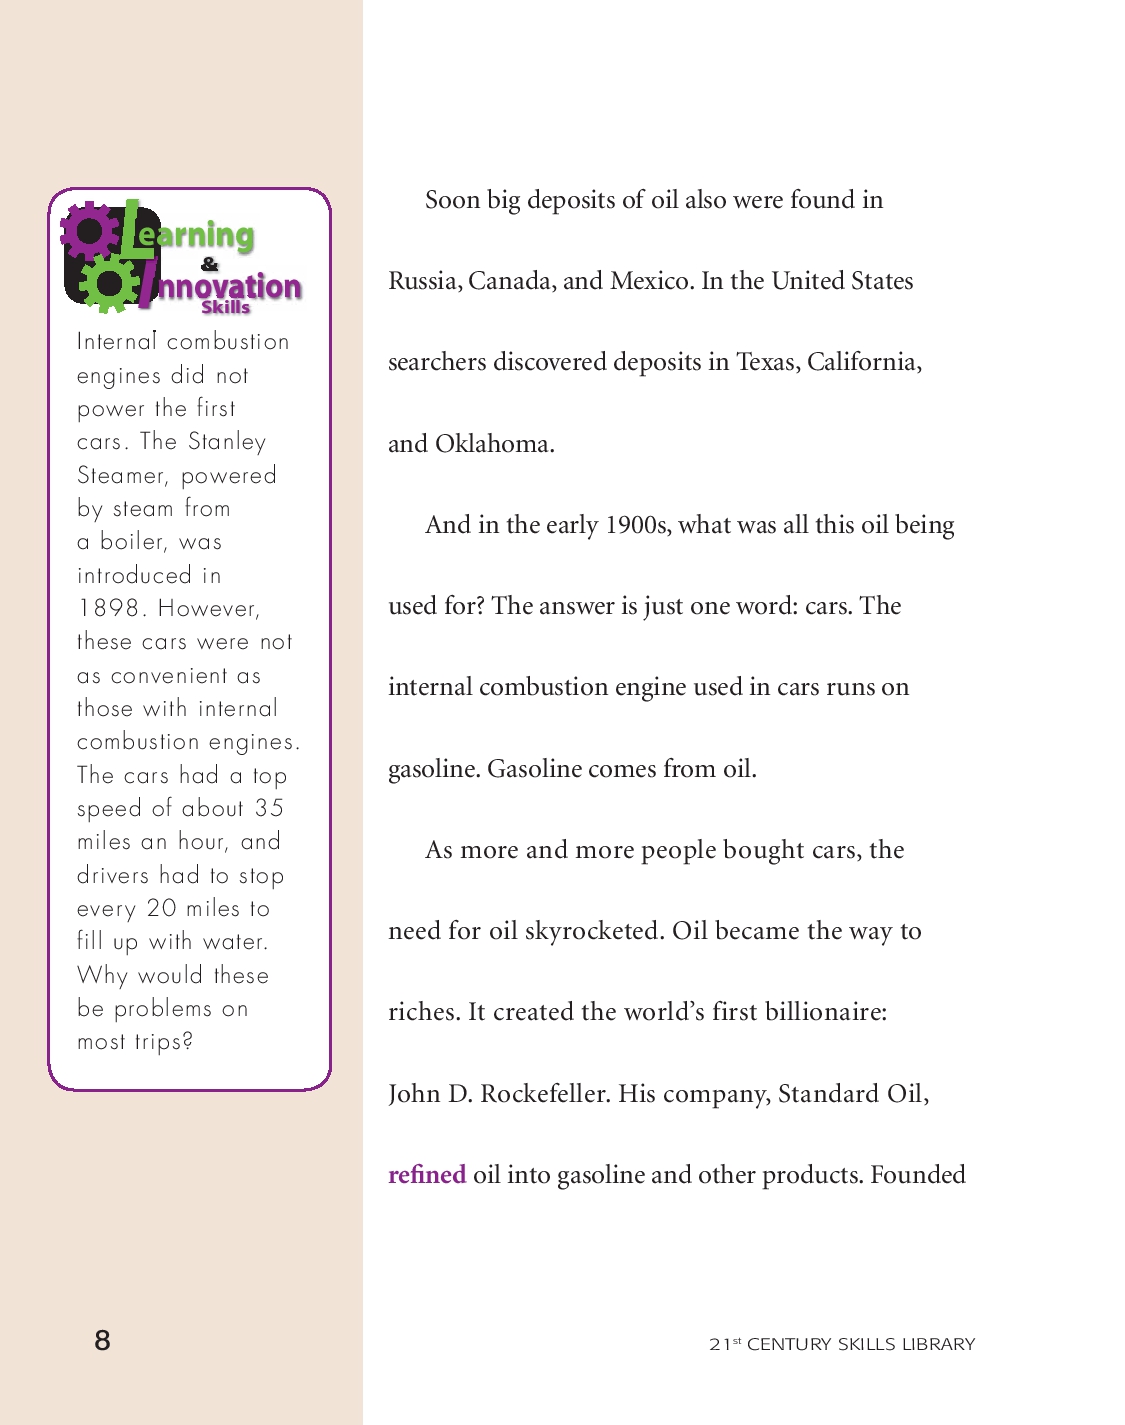 Learning
&
Innovation
Skills
Internal combustion
engines did not
power the first
cars. The Stanley
Steamer, powered
by steam from
a boiler, was
introduced in
1898. However,
these cars were not
as convenient as
those with internal
combustion engines.
The cars had a top
speed of about 35
miles an hour, and
drivers had to stop
every 20 miles to
fill up with water.
Why would these
be problems on
most trips?
Soon big deposits of oil also were found in
Russia, Canada, and Mexico. In the United States
searchers discovered deposits in Texas, California,
and Oklahoma.
And in the early 1900s, what was all this oil being
used for? The answer is just one word: cars. The
internal combustion engine used in cars runs on
gasoline. Gasoline comes from oil.
As more and more people bought cars, the
need for oil skyrocketed. Oil became the way to
riches. It created the world’s first billionaire:
John D. Rockefeller. His company, Standard Oil,
refined oil into gasoline and other products. Founded
8
21st CENTURY SKILLS LIBRARY